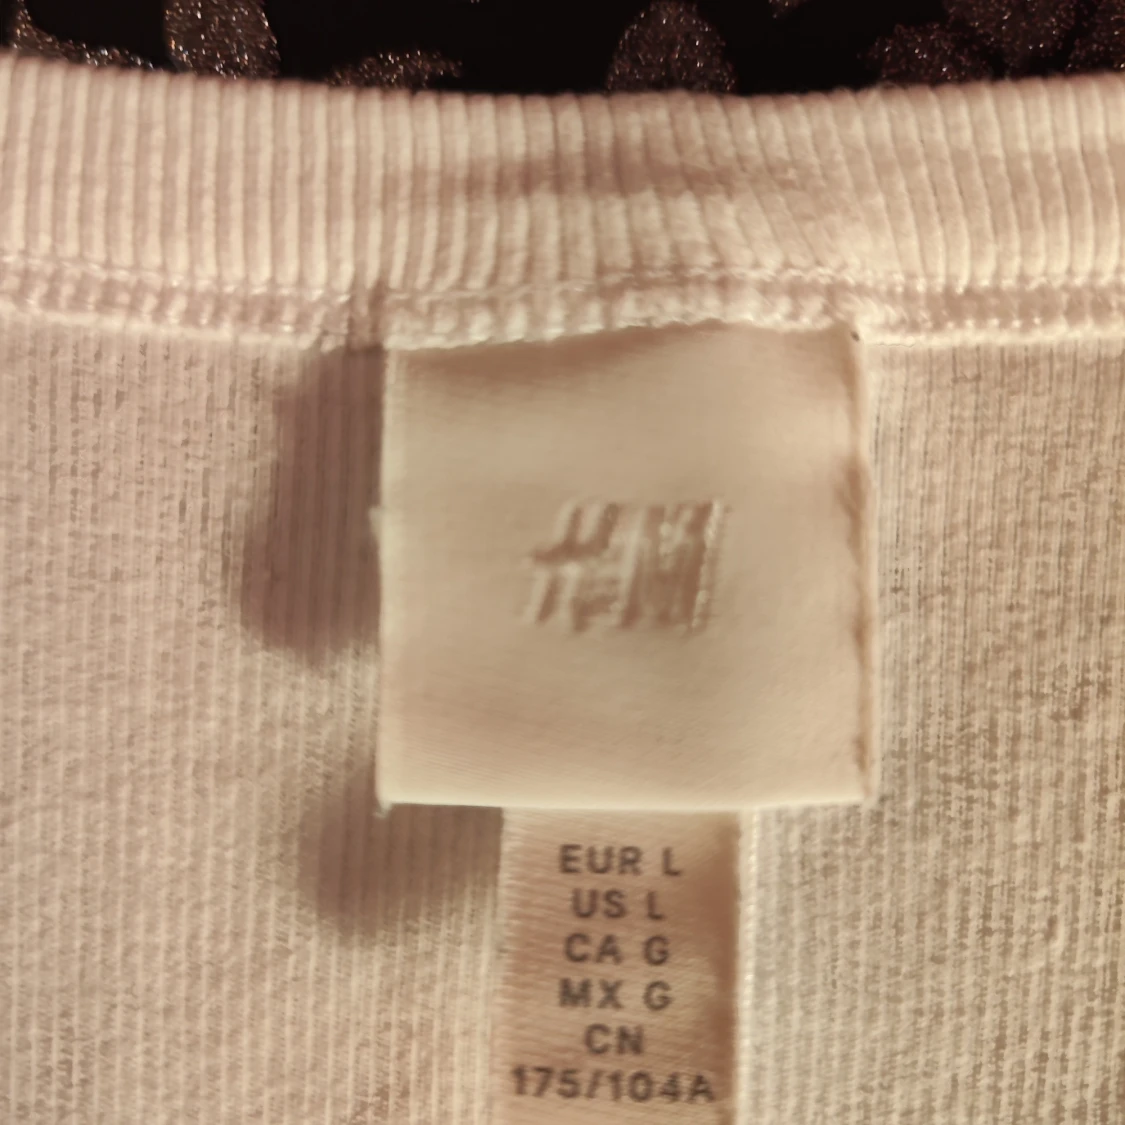 H&M
EUR L
US L
CA G
MX G
CN
175/104A